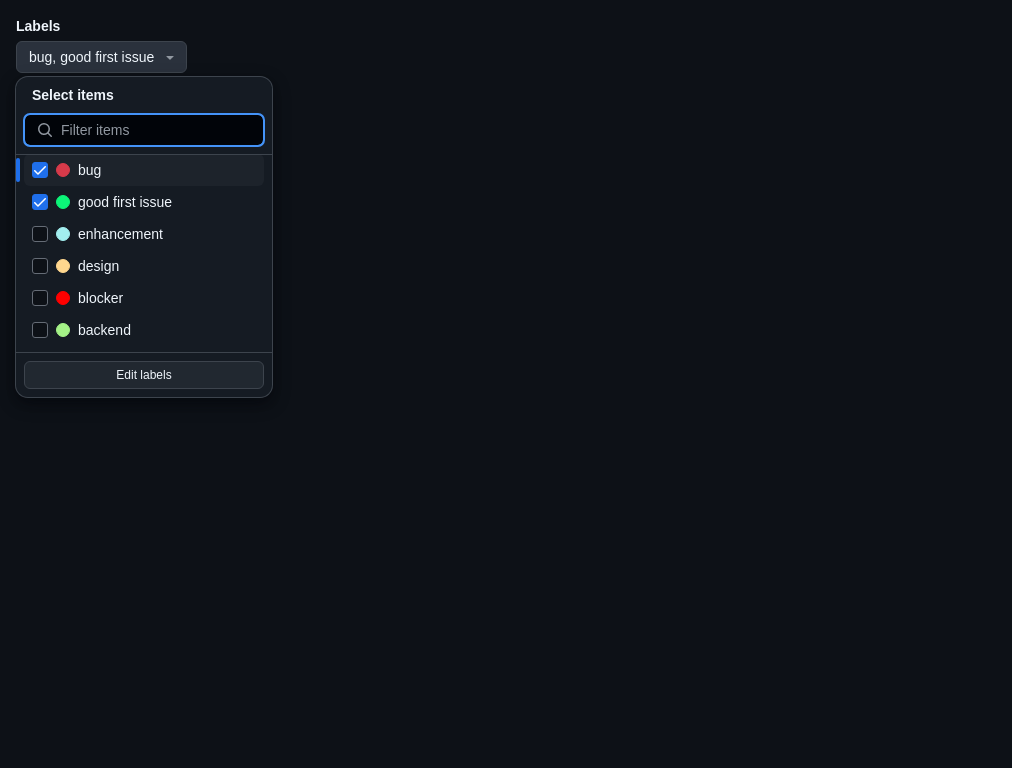 Labels
bug, good first issue
Select items
Filter items
bug
good first issue
enhancement
design
blocker
backend
Edit labels